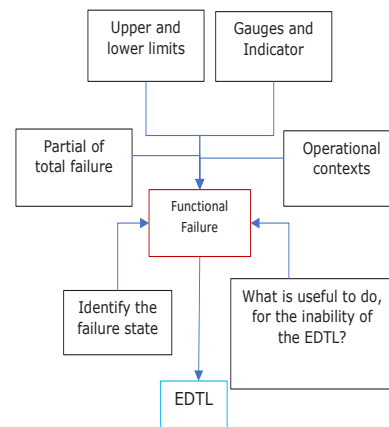 Upper and
lower limits
Gauges and
Indicator
Partial of
total failure
Operational
contexts
Functional
Failure
Identify the
failure state
What is useful to do,
for the inability of
the EDTL?
EDTL